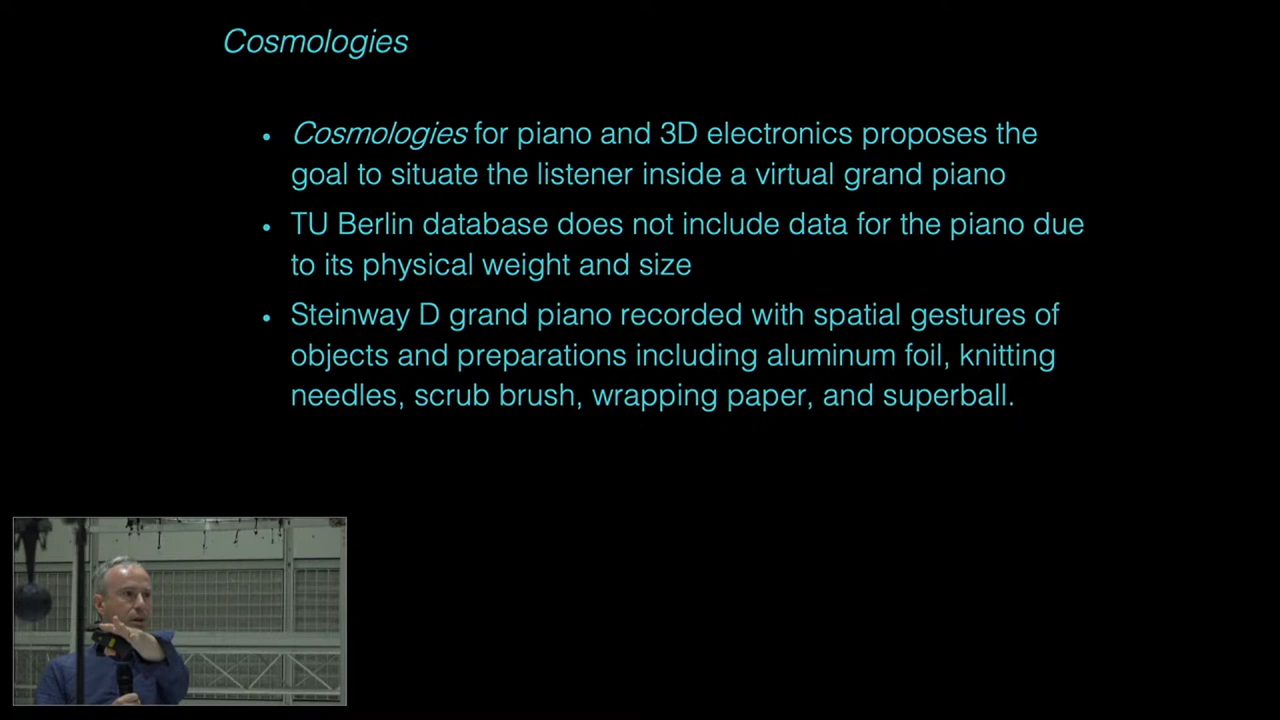 Cosmologies
• Cosmologies for piano and 3D electronics proposes the
goal to situate the listener inside a virtual grand piano
• TU Berlin database does not include data for the piano due
to its physical weight and size
• Steinway D grand piano recorded with spatial gestures of
objects and preparations including aluminum foil, knitting
needles, scrub brush, wrapping paper, and superball.